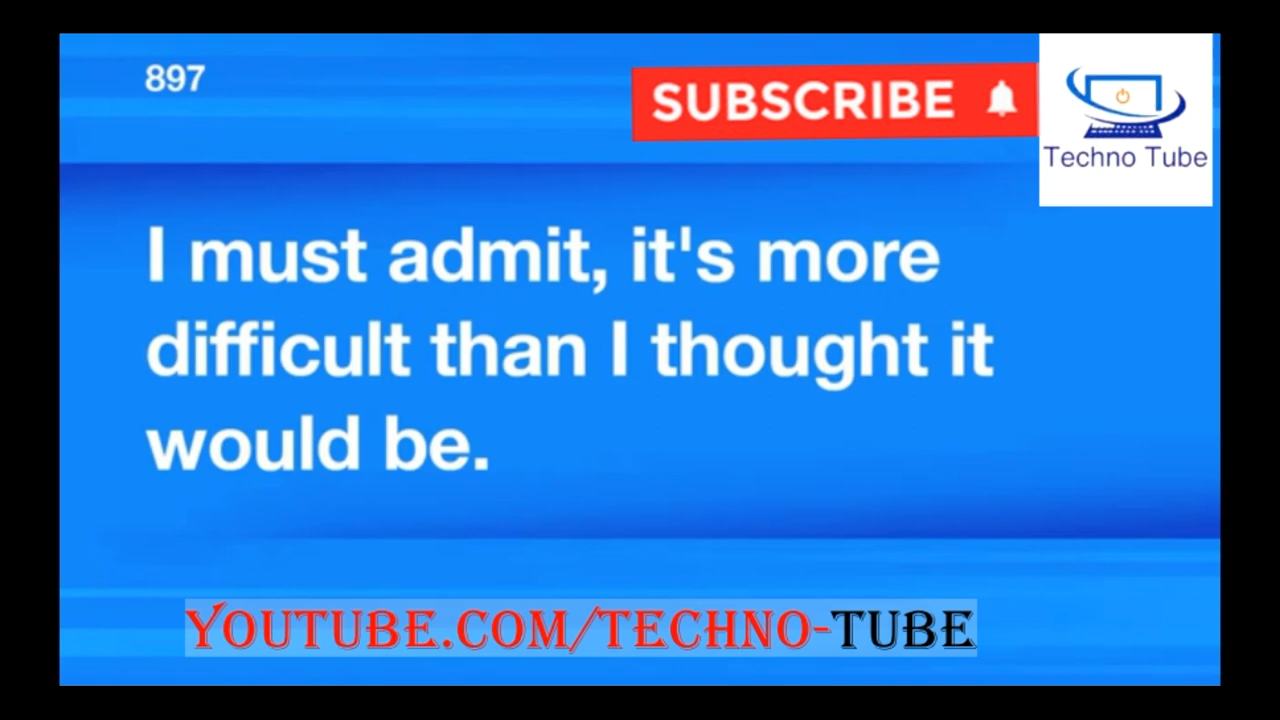 897
SUBSCRIBE
Techno Tube
I must admit, it's more
difficult than I thought it
would be.
YOUTUBE.COM/TECHNO-TUBE